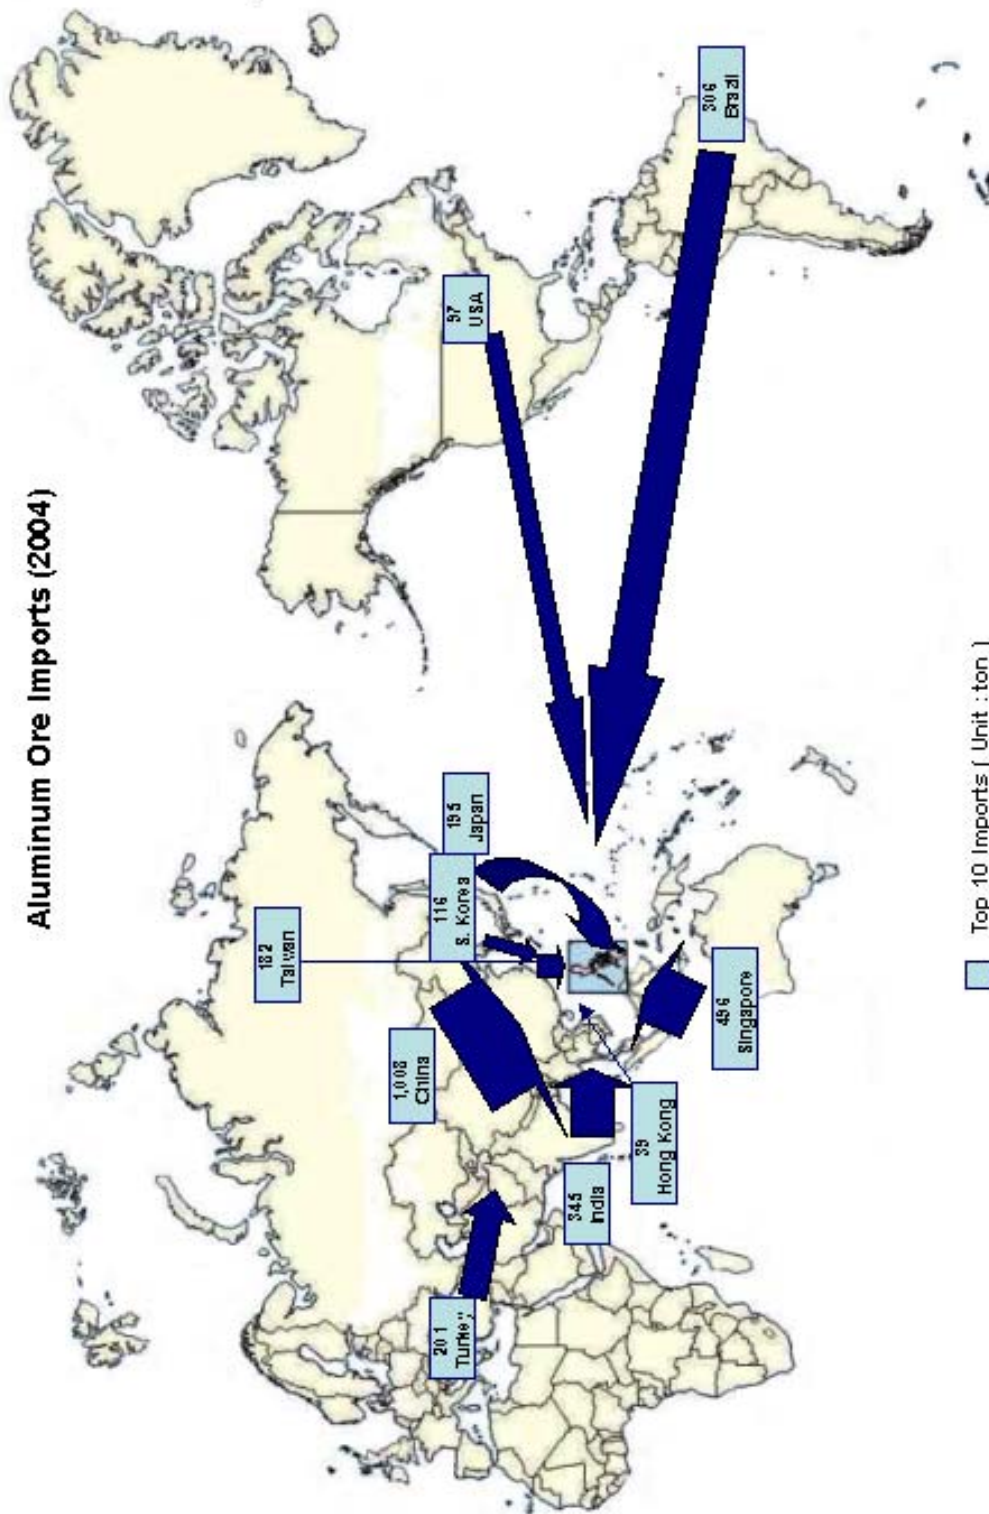 Aluminum Ore Imports (2004)
182
Taiwan
1,008
China
116
S. Korea
195
Japan
97
USA
201
Turkey
345
India
39
Hong Kong
496
Singapore
306
Brazil
Top 10 Imports ( Unit : ton )